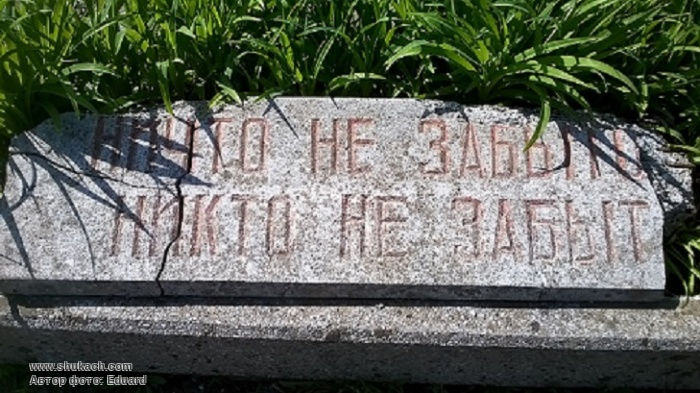 НИЧТО НЕ ЗАБЫТО
НИКТО НЕ ЗАБЫТ
www.shukach.com
Автор фото: Eduard